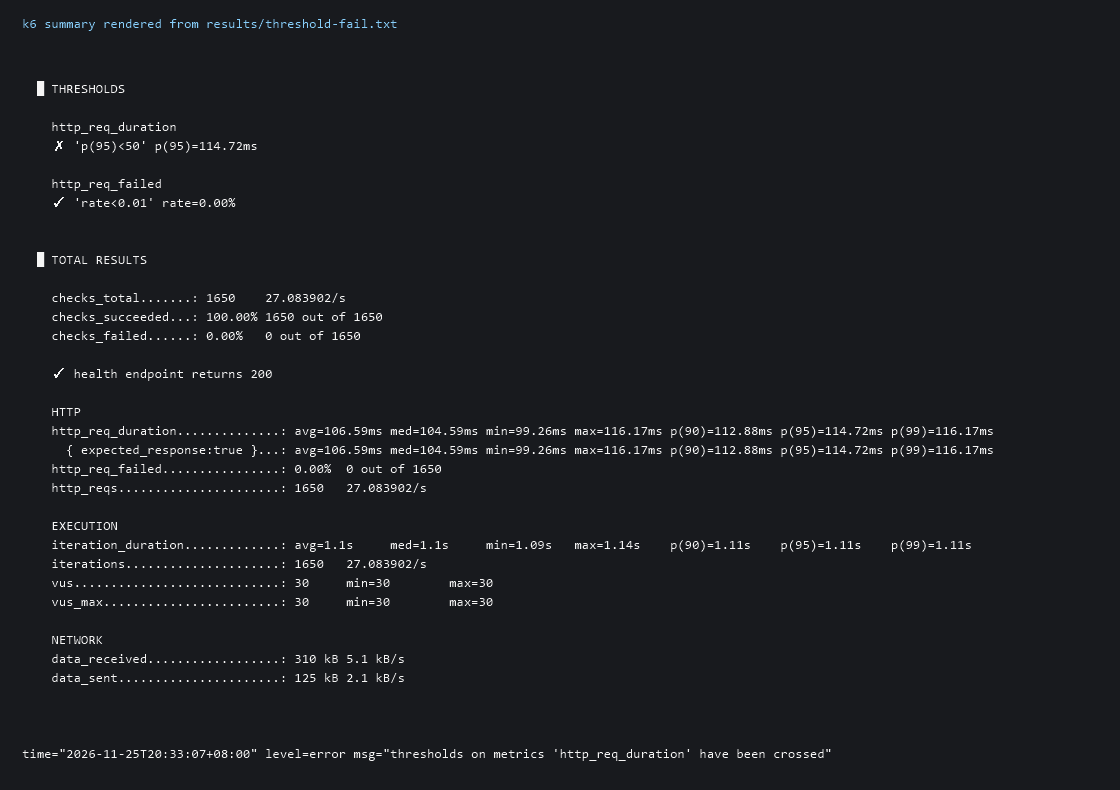 k6 summary rendered from results/threshold-fail.txt
█ THRESHOLDS
http_req_duration
✗ 'p(95)<50' p(95)=114.72ms
http_req_failed
✓ 'rate<0.01' rate=0.00%
█ TOTAL RESULTS
checks_total.......: 1650    27.083902/s
checks_succeeded...: 100.00% 1650 out of 1650
checks_failed......: 0.00%   0 out of 1650
✓ health endpoint returns 200
HTTP
http_req_duration..............: avg=106.59ms med=104.59ms min=99.26ms max=116.17ms p(90)=112.88ms p(95)=114.72ms p(99)=116.17ms
{ expected_response:true }...: avg=106.59ms med=104.59ms min=99.26ms max=116.17ms p(90)=112.88ms p(95)=114.72ms p(99)=116.17ms
http_req_failed................: 0.00%  0 out of 1650
http_reqs......................: 1650   27.083902/s
EXECUTION
iteration_duration.............: avg=1.1s     med=1.1s     min=1.09s   max=1.14s    p(90)=1.11s    p(95)=1.11s    p(99)=1.11s
iterations.....................: 1650   27.083902/s
vus............................: 30     min=30        max=30
vus_max........................: 30     min=30        max=30
NETWORK
data_received..................: 310 kB 5.1 kB/s
data_sent......................: 125 kB 2.1 kB/s
time="2026-11-25T20:33:07+08:00" level=error msg="thresholds on metrics 'http_req_duration' have been crossed"